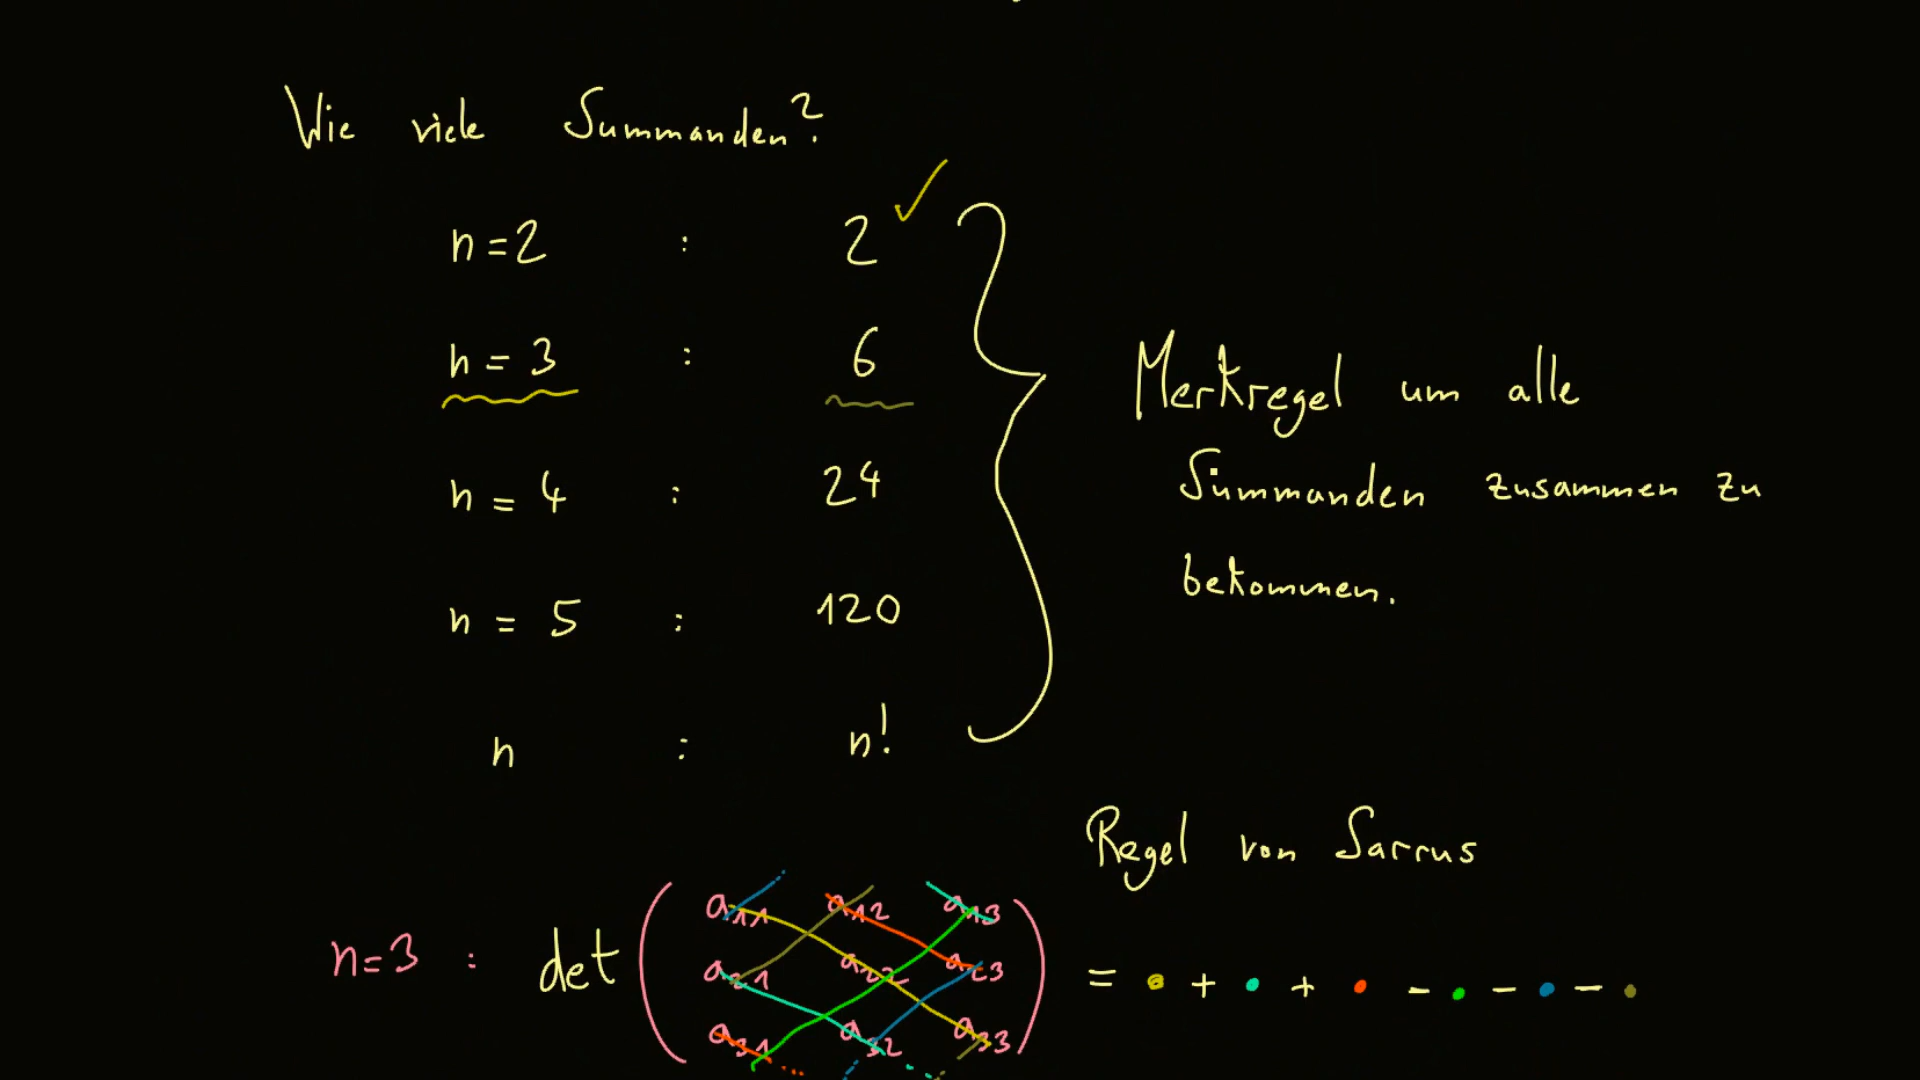 Wie viele Summanden?
n=2 : 2 ✓
n = 3 : 6
n = 4 : 24
n = 5 : 120
n : n!
Merkregel um alle
Summanden zusammen zu
bekommen.
Regel von Sarrus
n=3 : det ( a11 a12 a13
a21 a22 a23
a31 a32 a33 ) = • + • + • - • - • - •